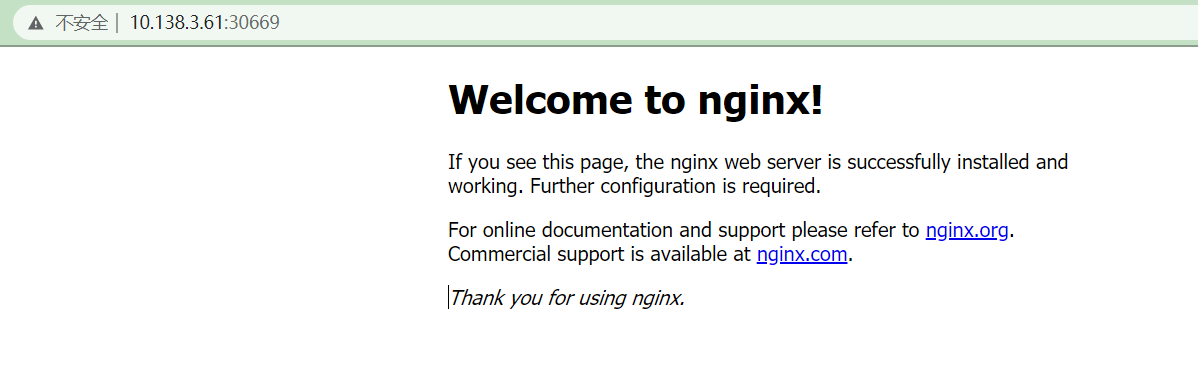 不安全 | 10.138.3.61:30669
Welcome to nginx!
If you see this page, the nginx web server is successfully installed and
working. Further configuration is required.
For online documentation and support please refer to nginx.org.
Commercial support is available at nginx.com.
Thank you for using nginx.